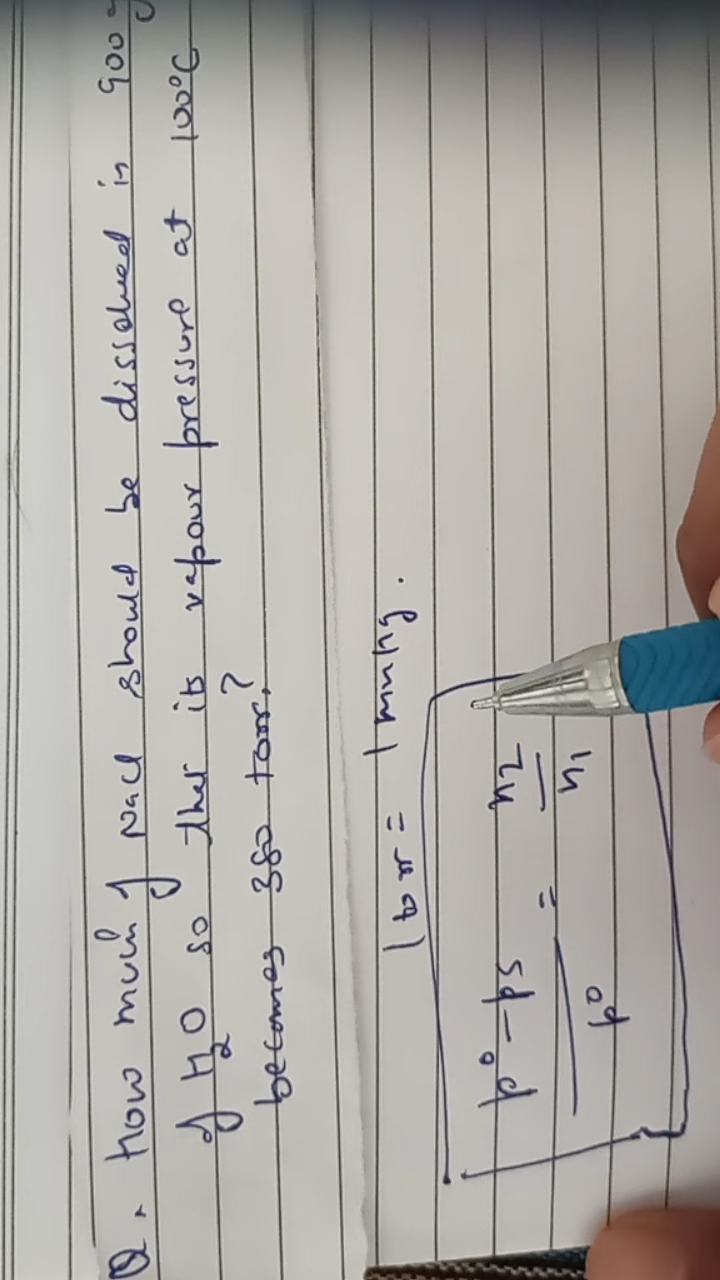 Q. How much of NaCl should be dissolved in 900g
of H2O so that its vapour pressure at 100°C
becomes 380 torr?
1 torr = 1 mmHg.
p° - ps = n2
p° n1